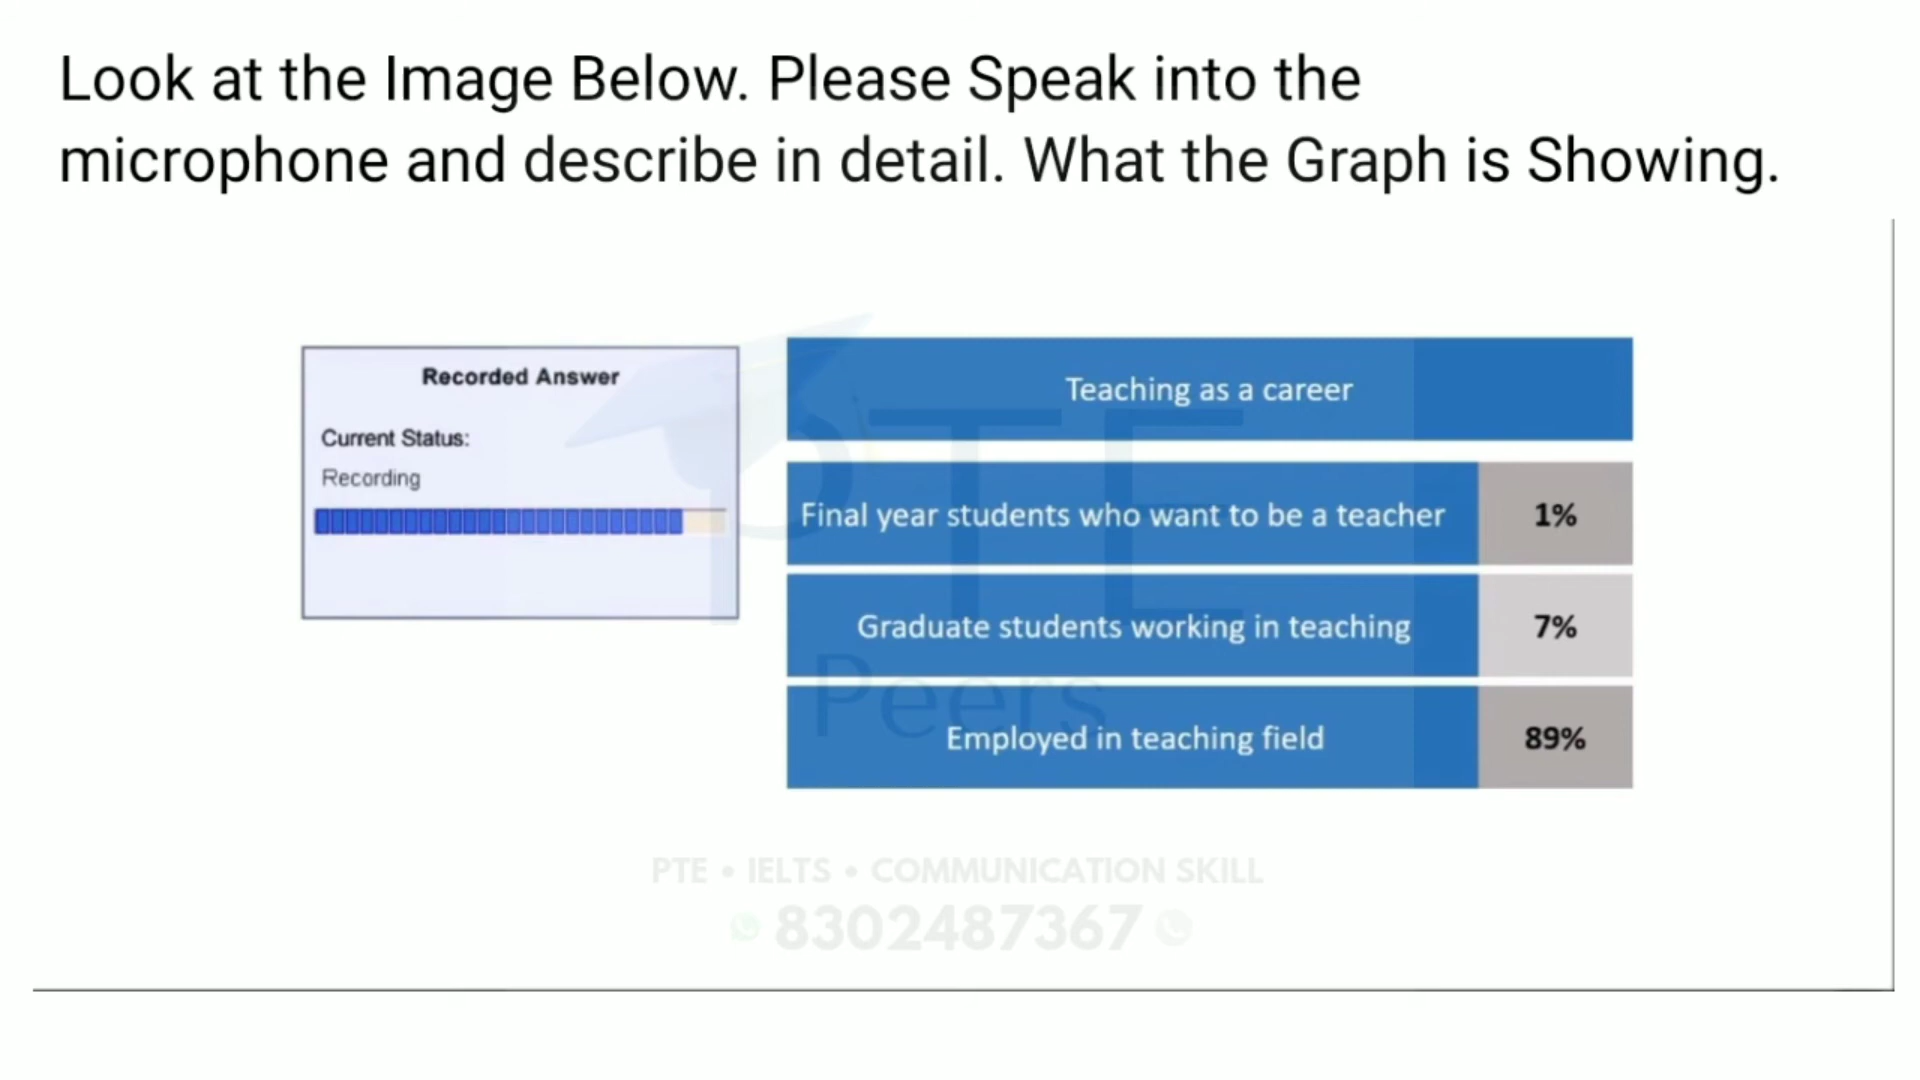 Look at the Image Below. Please Speak into the
microphone and describe in detail. What the Graph is Showing.
Recorded Answer
Current Status:
Recording
Teaching as a career
Final year students who want to be a teacher 1%
Graduate students working in teaching 7%
Employed in teaching field 89%
PTE
Peers
PTE • IELTS • COMMUNICATION SKILL
8302487367